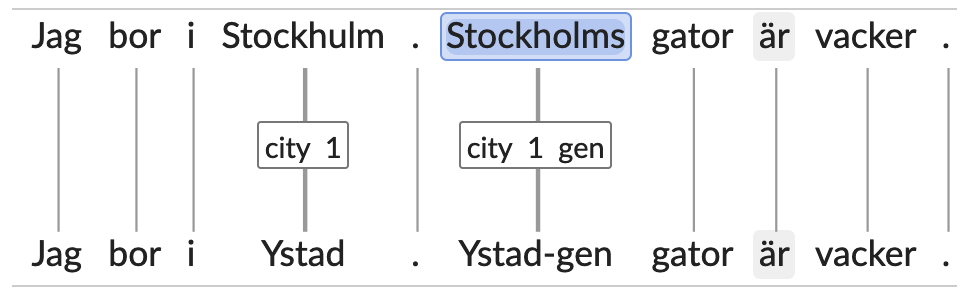 Jag bor i Stockhulm . Stockholms gator är vacker .
city 1 city 1 gen
Jag bor i Ystad . Ystad-gen gator är vacker .